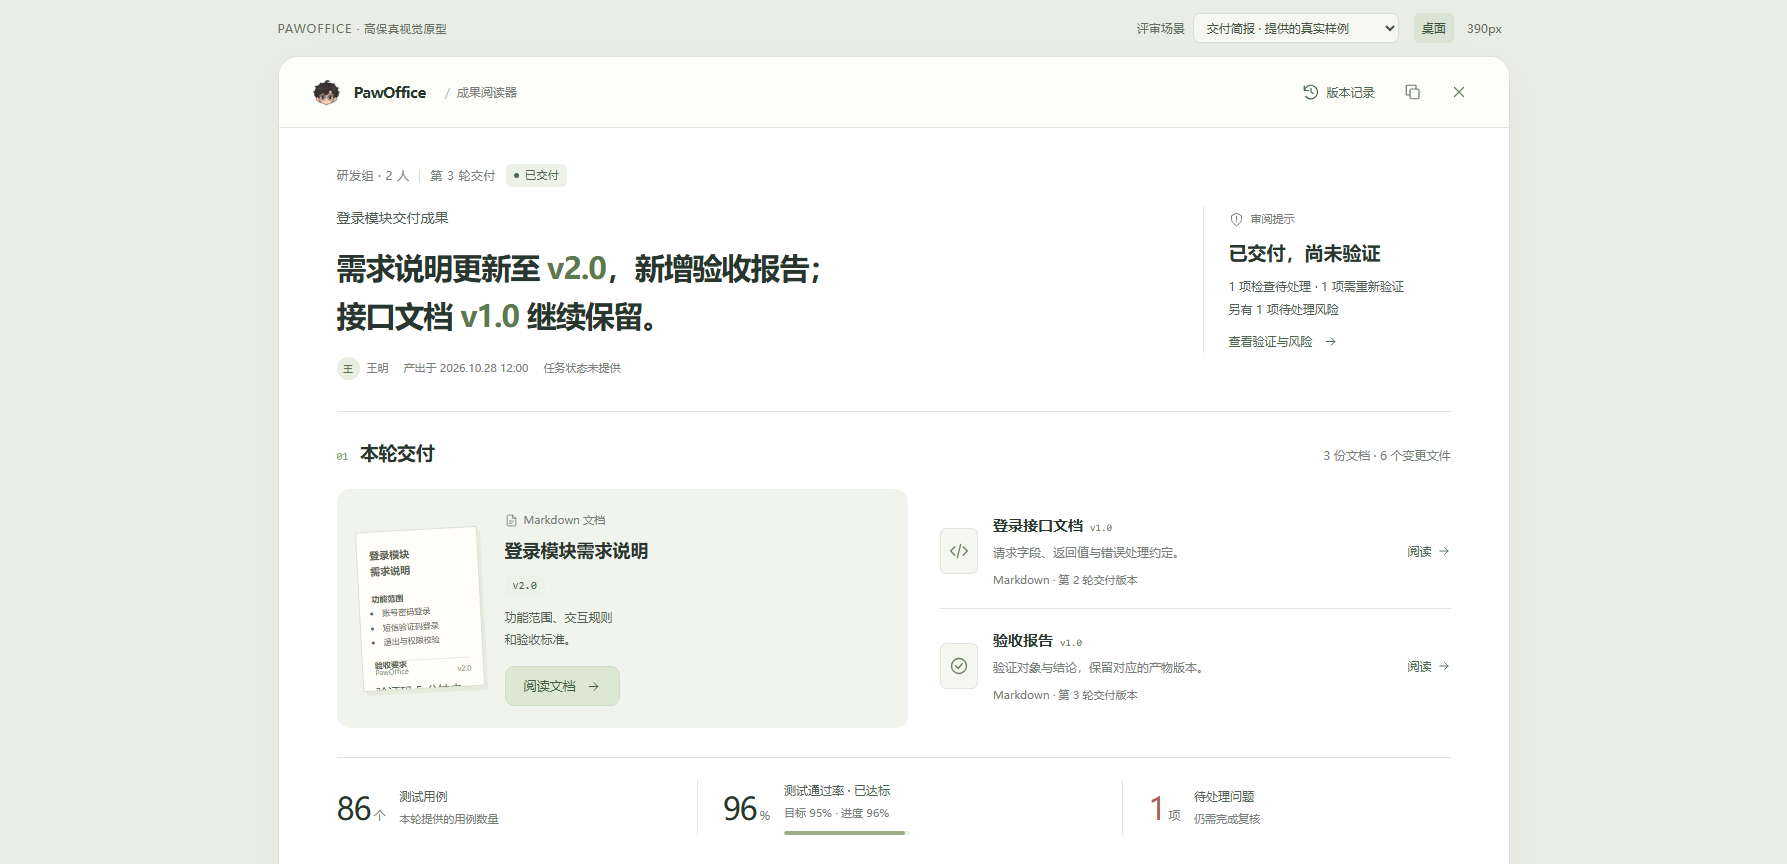 PAWOFFICE · 高保真视觉原型
评审场景
交付简报 · 提供的真实样例
桌面
390px
PawOffice
/ 成果阅读器
版本记录
研发组 · 2 人
第 3 轮交付
已交付
登录模块交付成果
需求说明更新至 v2.0，新增验收报告；
接口文档 v1.0 继续保留。
王
王明
产出于 2026.10.28 12:00
任务状态未提供
审阅提示
已交付，尚未验证
1 项检查待处理 · 1 项需重新验证
另有 1 项待处理风险
查看验证与风险 →
01 本轮交付
3 份文档 · 6 个变更文件
登录模块
需求说明
功能范围
账号密码登录
短信验证码登录
退出与权限校验
验收要求
PawOffice
v2.0
Markdown 文档
登录模块需求说明
v2.0
功能范围、交互规则
和验收标准。
阅读文档 →
登录接口文档 v1.0
请求字段、返回值与错误处理约定。
Markdown · 第 2 轮交付版本
阅读 →
验收报告 v1.0
验证对象与结论，保留对应的产物版本。
Markdown · 第 3 轮交付版本
阅读 →
86 个
测试用例
本轮提供的用例数量
96 %
测试通过率 · 已达标
目标 95% · 进度 96%
1 项
待处理问题
仍需完成复核